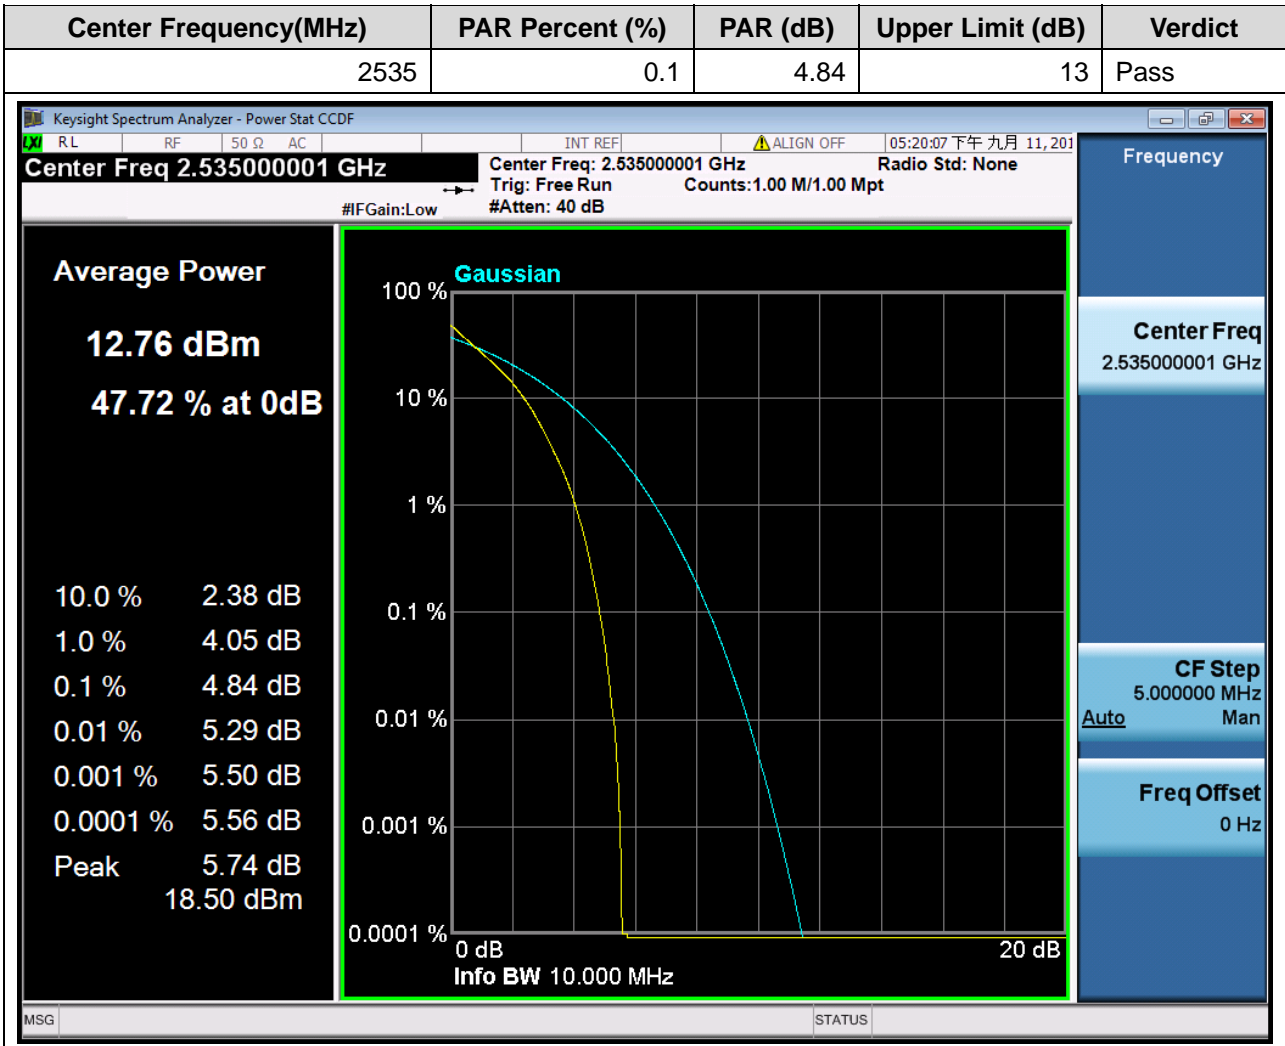 Center Frequency(MHz) PAR Percent (%) PAR (dB) Upper Limit (dB) Verdict
2535 0.1 4.84 13 Pass
Keysight Spectrum Analyzer - Power Stat CCDF
LXI RL RF 50 Ω AC INT REF ALIGN OFF 05:20:07 下午 九月 11, 201
Center Freq 2.535000001 GHz
Center Freq: 2.535000001 GHz Radio Std: None
Trig: Free Run Counts:1.00 M/1.00 Mpt
#IFGain:Low #Atten: 40 dB
Frequency
Average Power
12.76 dBm
47.72 % at 0dB
10.0 % 2.38 dB
1.0 % 4.05 dB
0.1 % 4.84 dB
0.01 % 5.29 dB
0.001 % 5.50 dB
0.0001 % 5.56 dB
Peak 5.74 dB
18.50 dBm
Gaussian
100 %
10 %
1 %
0.1 %
0.01 %
0.001 %
0.0001 %
0 dB 20 dB
Info BW 10.000 MHz
Center Freq
2.535000001 GHz
CF Step
5.000000 MHz
Auto Man
Freq Offset
0 Hz
MSG STATUS